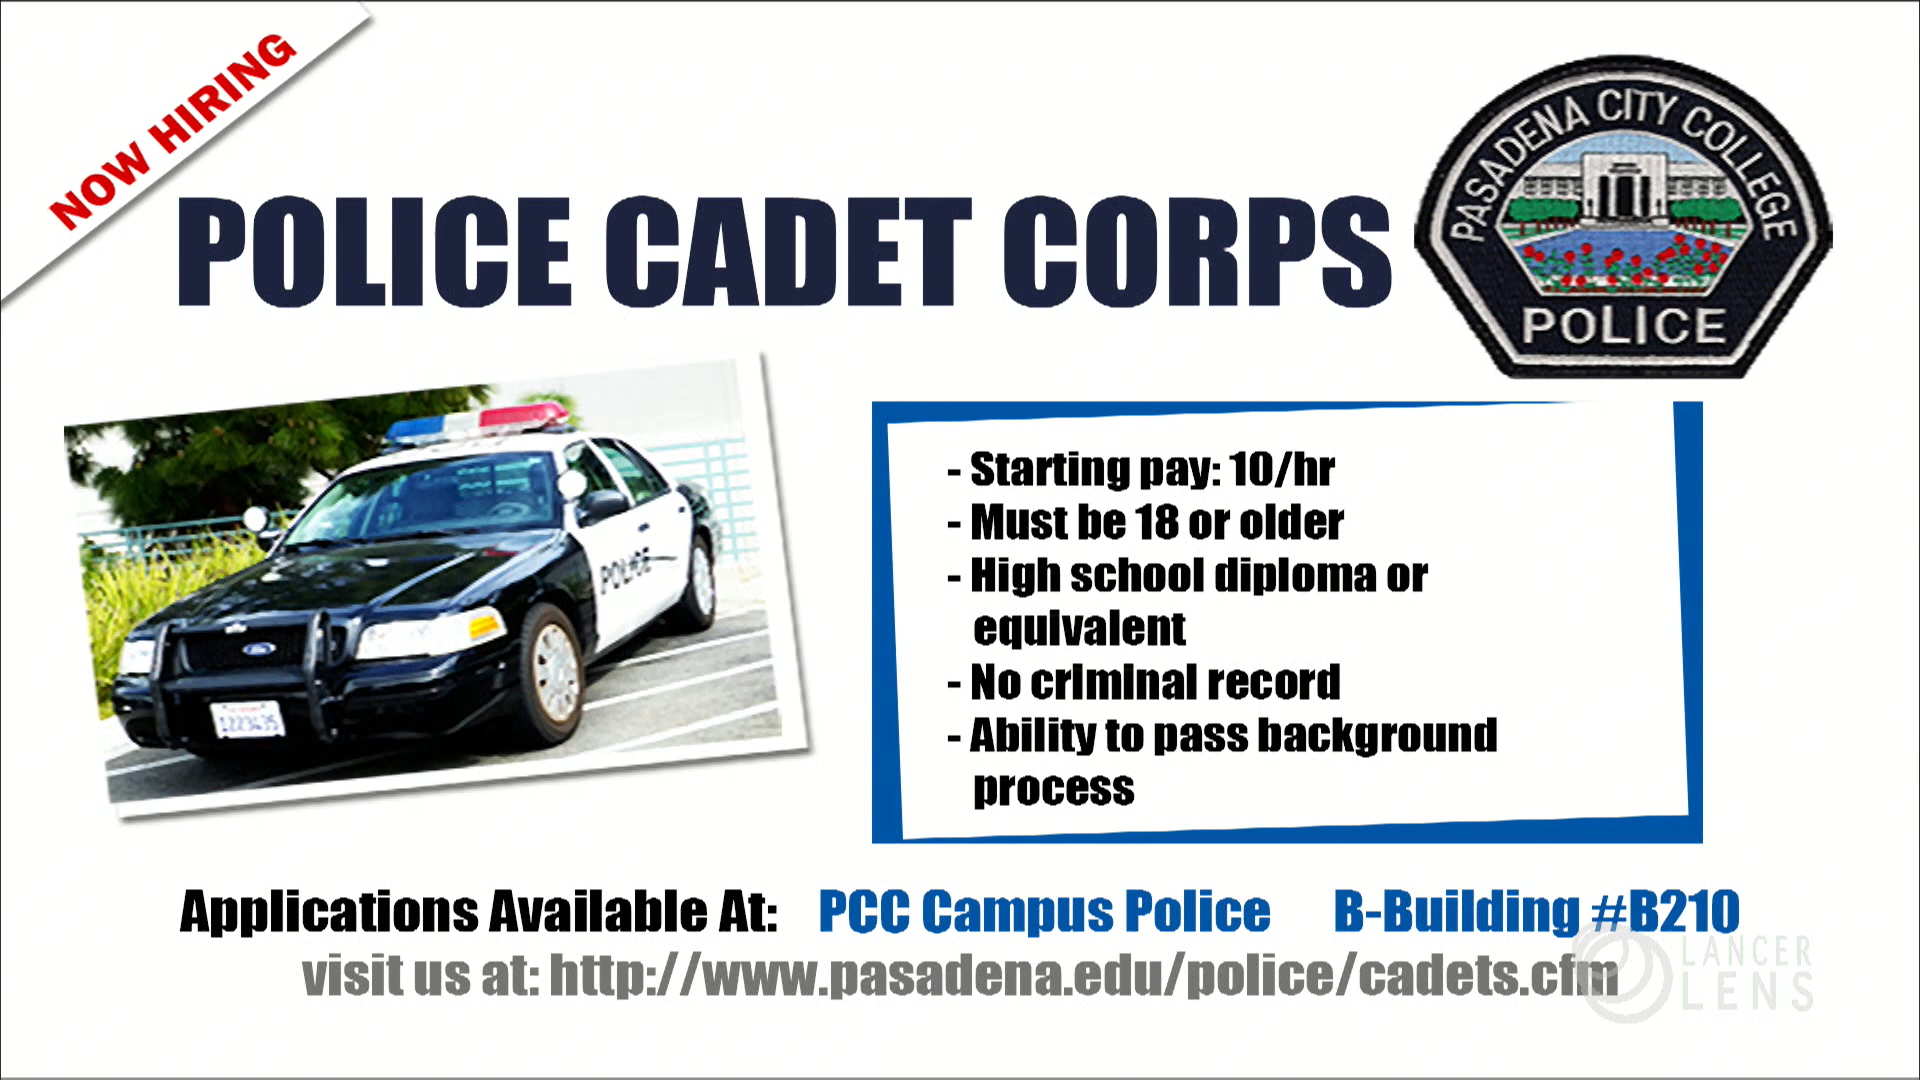 NOW HIRING
POLICE CADET CORPS
PASADENA CITY COLLEGE
POLICE
POLICE
- Starting pay: 10/hr
- Must be 18 or older
- High school diploma or
equivalent
- No criminal record
- Ability to pass background
process
Applications Available At: PCC Campus Police B-Building #B210
visit us at: http://www.pasadena.edu/police/cadets.cfm
LANCER
LENS